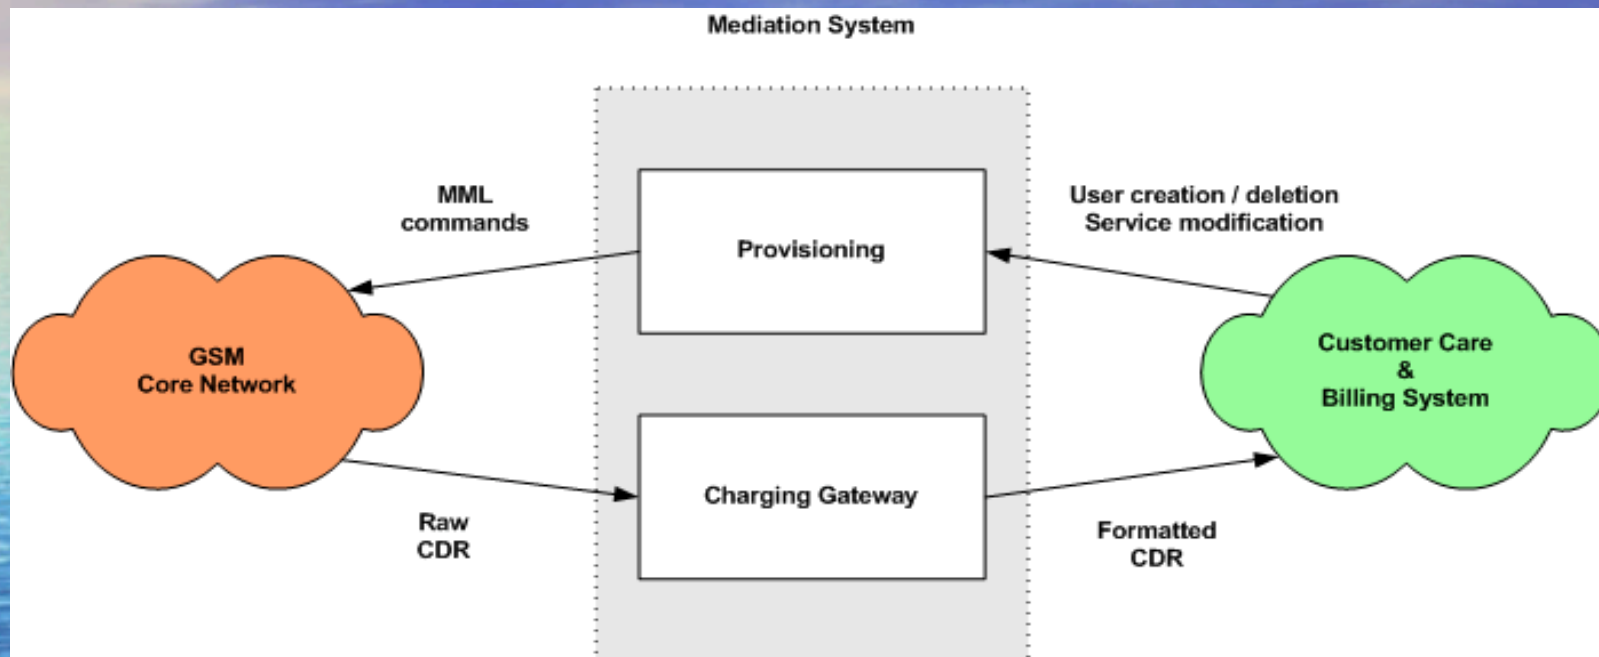 Mediation System
MML
commands
User creation / deletion
Service modification
Provisioning
GSM
Core Network
Customer Care
&
Billing System
Charging Gateway
Raw
CDR
Formatted
CDR